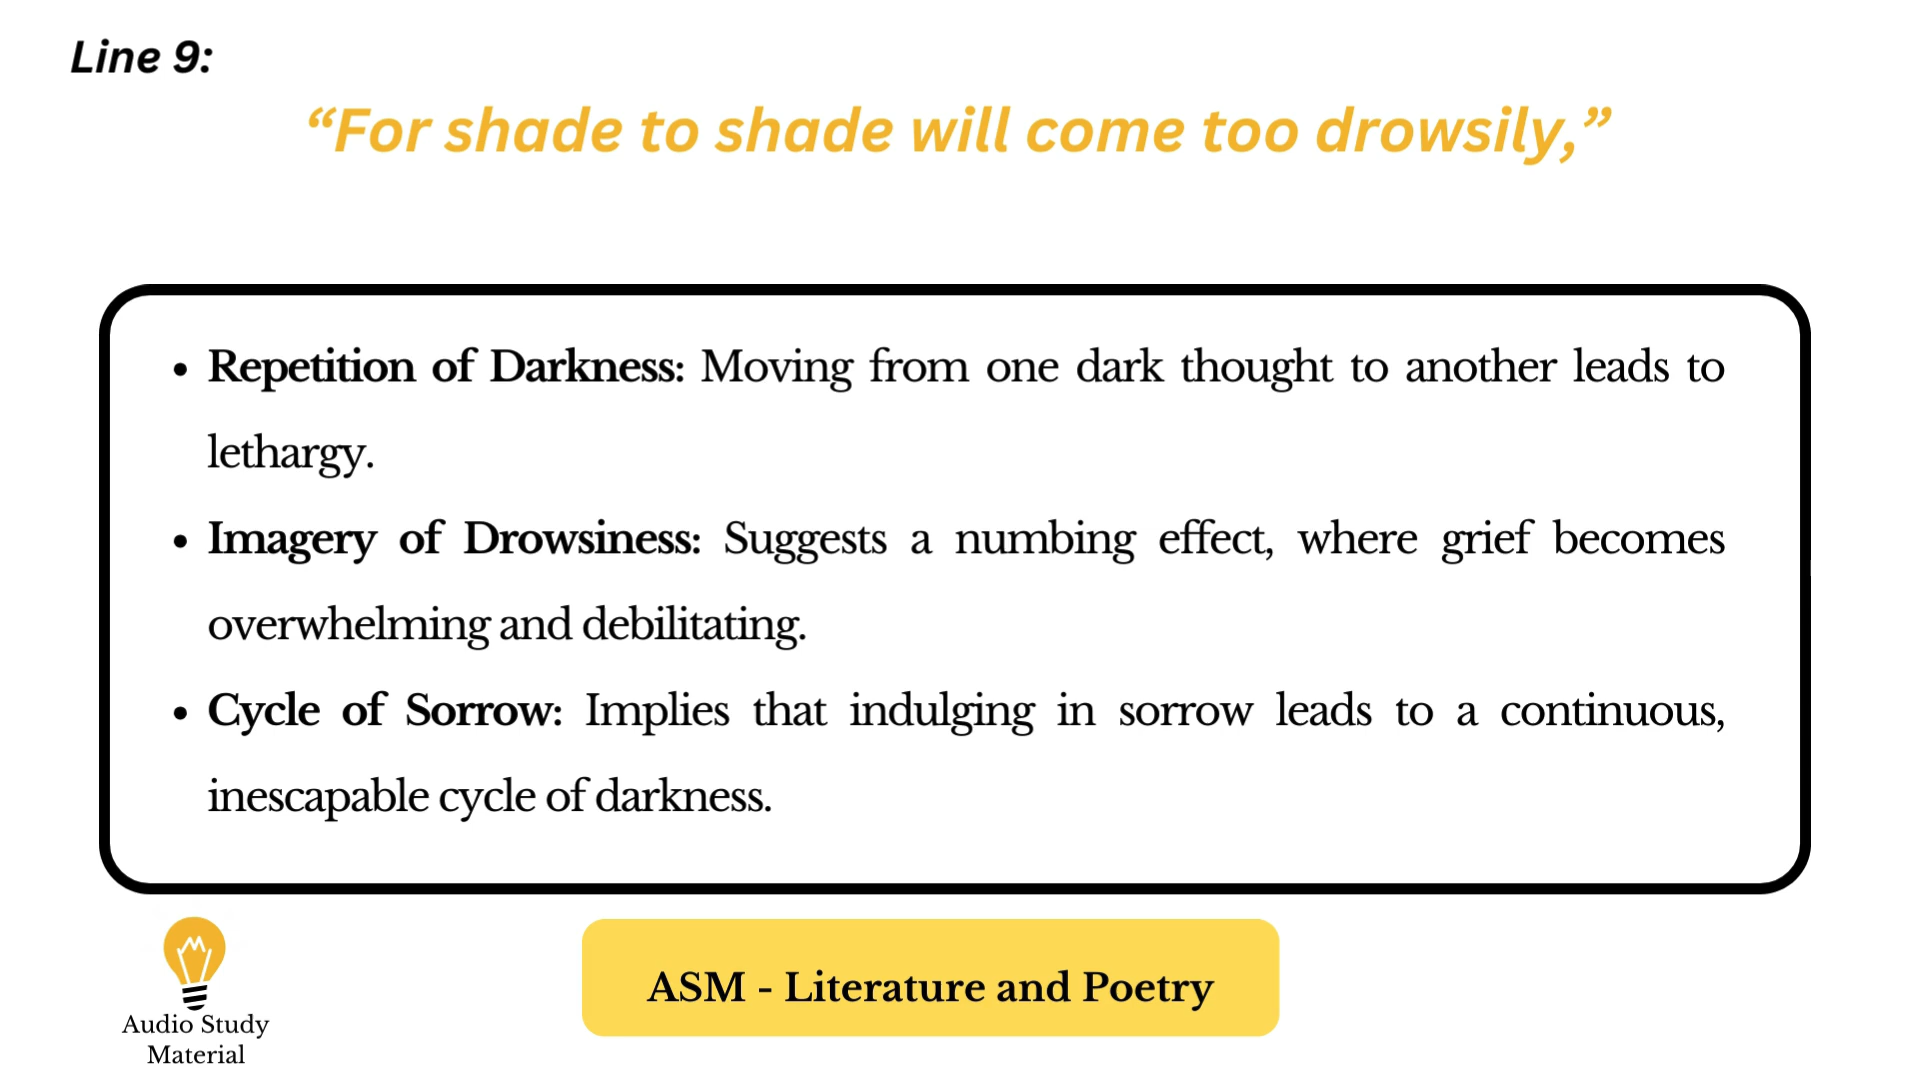 Line 9:
“For shade to shade will come too drowsily,”
• Repetition of Darkness: Moving from one dark thought to another leads to
lethargy.
• Imagery of Drowsiness: Suggests a numbing effect, where grief becomes
overwhelming and debilitating.
• Cycle of Sorrow: Implies that indulging in sorrow leads to a continuous,
inescapable cycle of darkness.
Audio Study
Material
ASM - Literature and Poetry